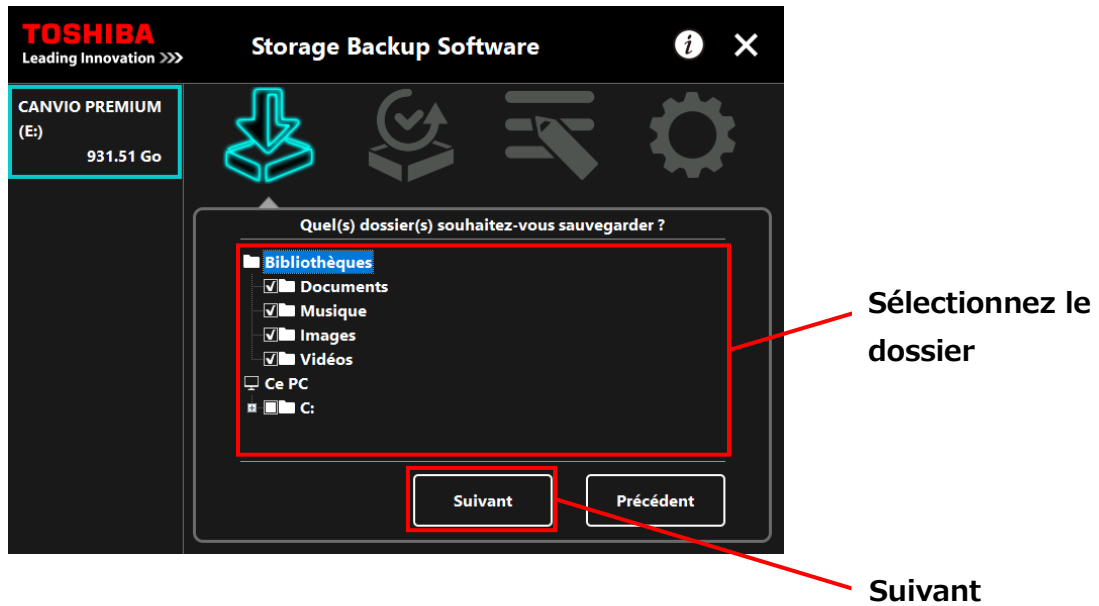 TOSHIBA
Leading Innovation >>>
Storage Backup Software
CANVIO PREMIUM
(E:)
931.51 Go
Quel(s) dossier(s) souhaitez-vous sauvegarder ?
Bibliothèques
Documents
Musique
Images
Vidéos
Ce PC
C:
Suivant
Précédent
Sélectionnez le
dossier
Suivant